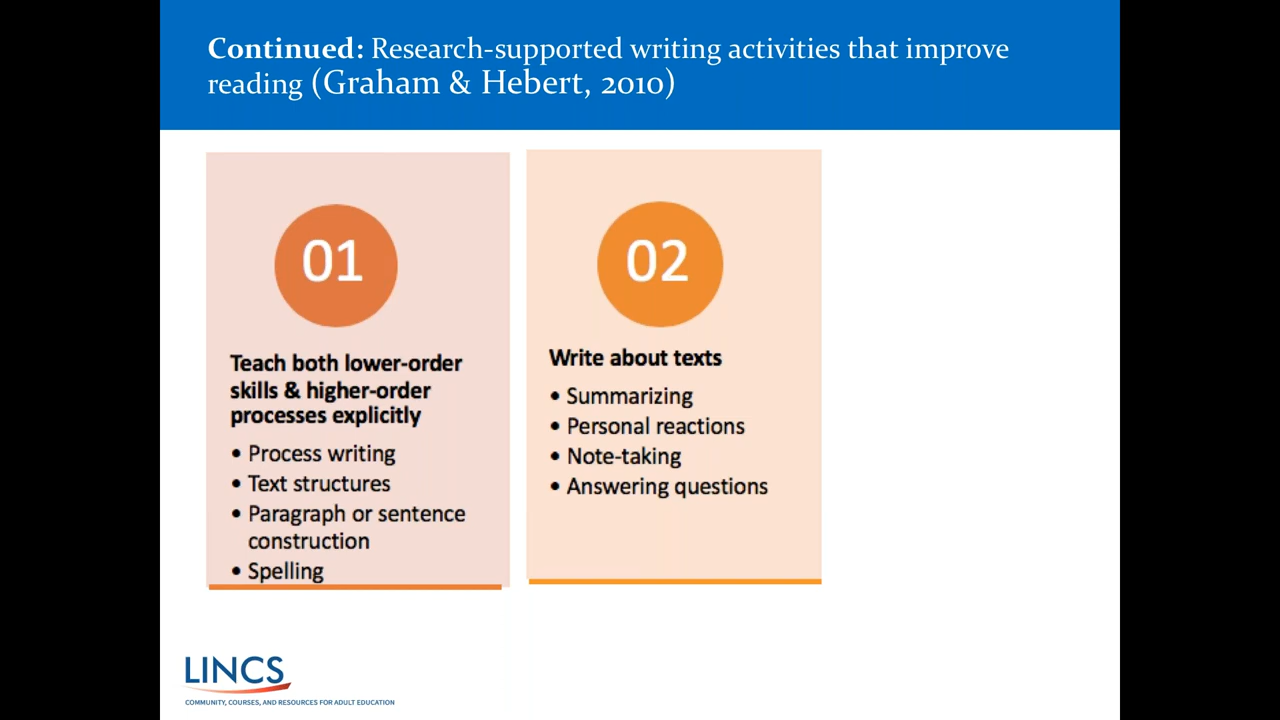 Continued: Research-supported writing activities that improve
reading (Graham & Hebert, 2010)
01
Teach both lower-order
skills & higher-order
processes explicitly
• Process writing
• Text structures
• Paragraph or sentence
construction
• Spelling
02
Write about texts
• Summarizing
• Personal reactions
• Note-taking
• Answering questions
LINCS
COMMUNITY, COURSES, AND RESOURCES FOR ADULT EDUCATION